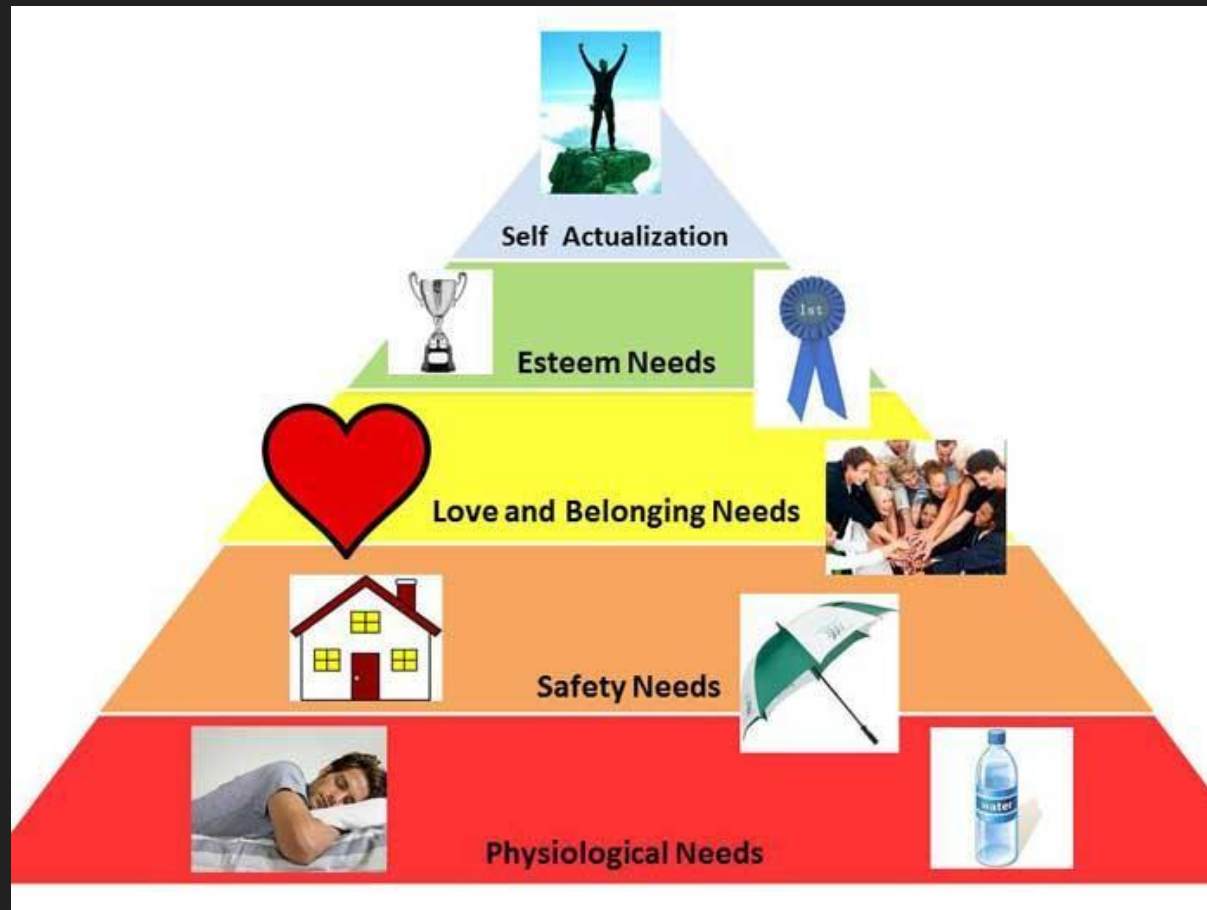 Self Actualization
1st
Esteem Needs
Love and Belonging Needs
Safety Needs
water
Physiological Needs